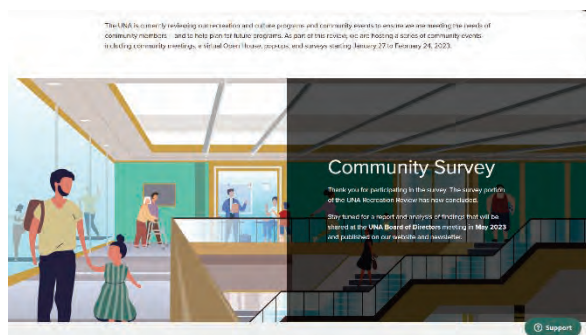 The UNA is currently reviewing our recreation and culture programs and community events to ensure we are meeting the needs of
community members – and to help plan for future programs. As part of this review, we are hosting a series of community events
including community meetings, a virtual Open House, pop-ups, and surveys starting January 27 to February 24, 2023.
Community Survey
Thank you for participating in the survey. The survey portion
of the UNA Recreation Review has now concluded.
Stay tuned for a report and analysis of findings that will be
shared at the UNA Board of Directors meeting in May 2023
and published on our website and newsletter.
Support